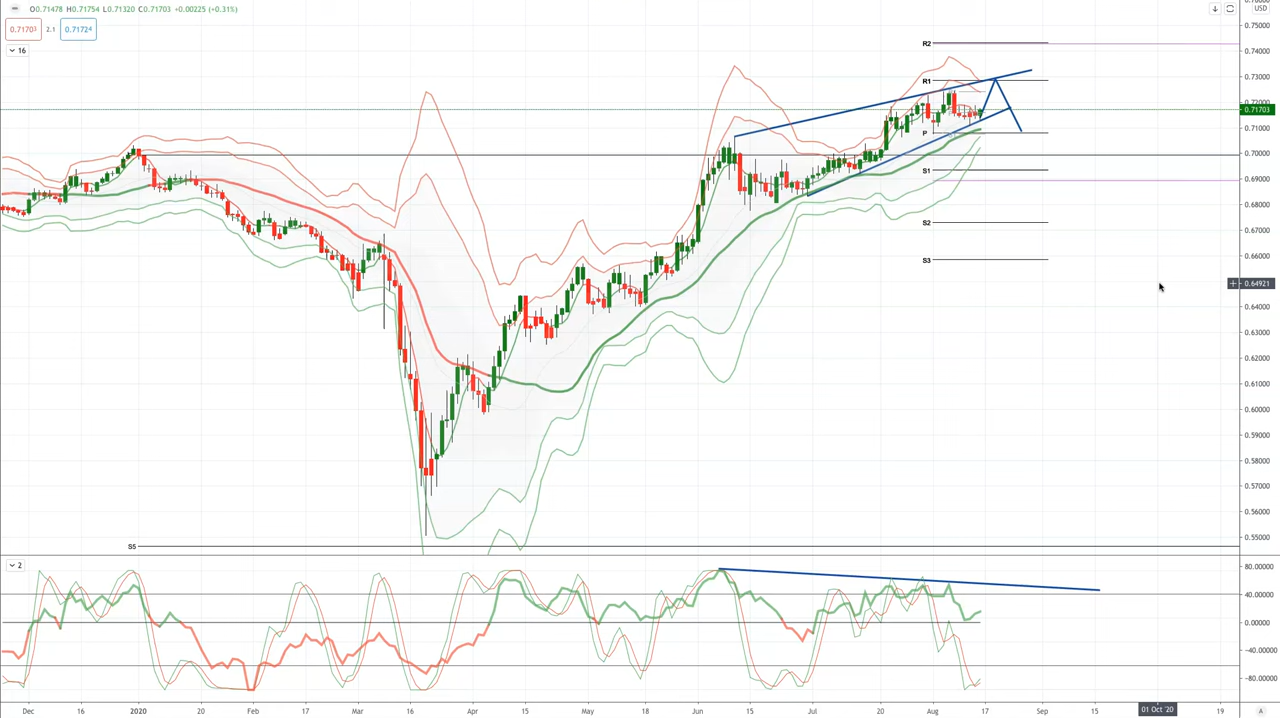 O0.71478 H0.71754 L0.71320 C0.71703 +0.00225 (+0.31%)
0.71703 2.1 0.71724
16
USD
0.75000
R2
0.74000
0.73000
R1
0.72000
0.71703
0.71000
P
0.70000
0.69000
S1
0.68000
0.67000
S2
0.66000
S3
0.64921
0.64000
0.63000
0.62000
0.61000
0.60000
0.59000
0.58000
0.57000
0.56000
0.55000
S5
2
80.00000
40.00000
0.00000
-40.00000
-80.00000
Dec 16 2020 20 Feb Mar 16 Apr 15 May 18 Jun 15 Jul 20 Aug 17 Sep 15 01 Oct '20 19
A